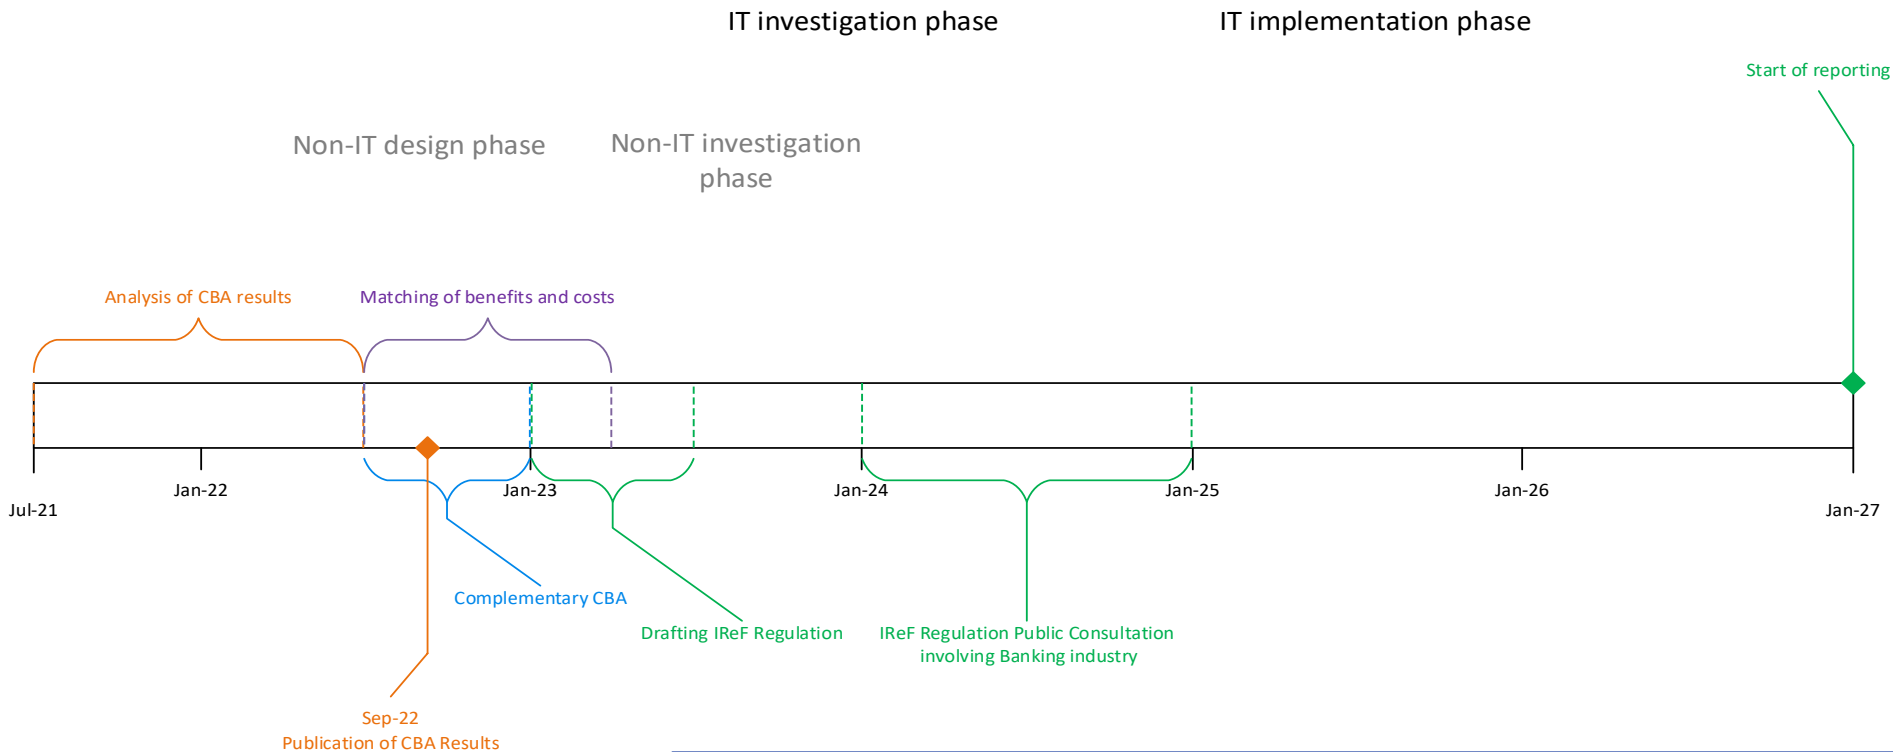 IT investigation phase
IT implementation phase
Start of reporting
Non-IT design phase
Non-IT investigation
phase
Analysis of CBA results
Matching of benefits and costs
Jul-21
Jan-22
Jan-23
Jan-24
Jan-25
Jan-26
Jan-27
Complementary CBA
Drafting IReF Regulation
IReF Regulation Public Consultation
involving Banking industry
Sep-22
Publication of CBA Results